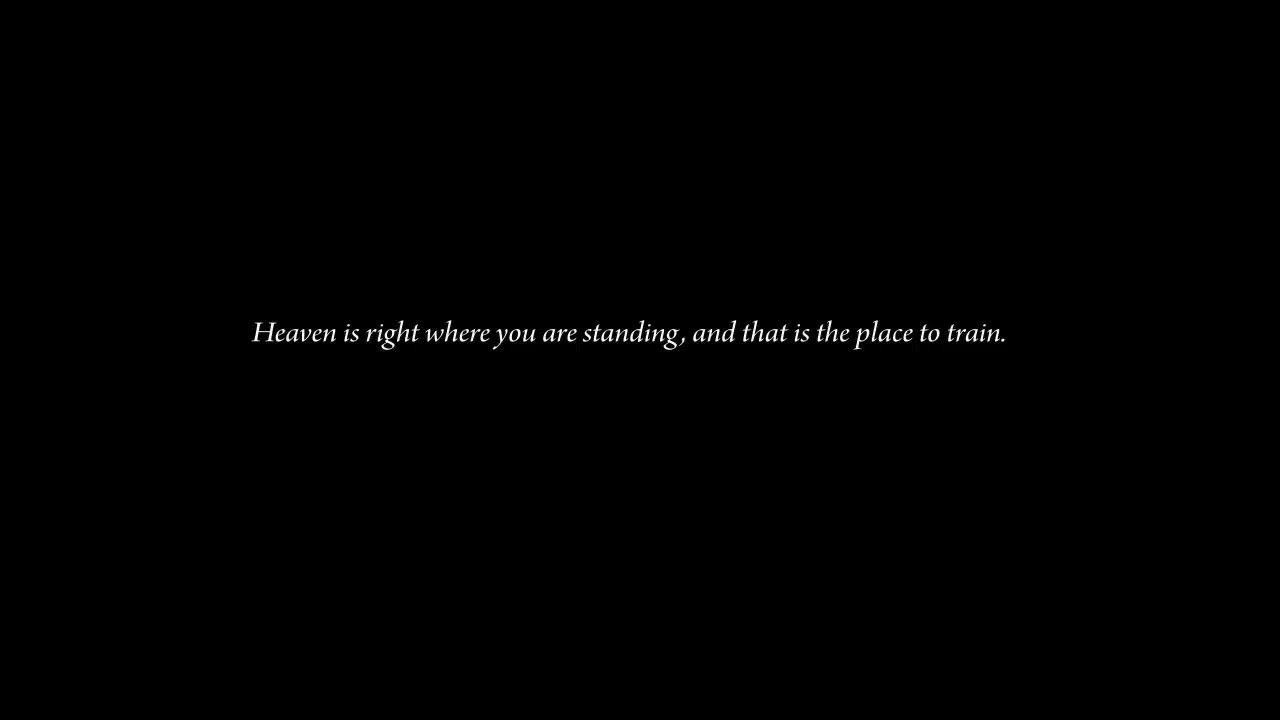 Heaven is right where you are standing, and that is the place to train.